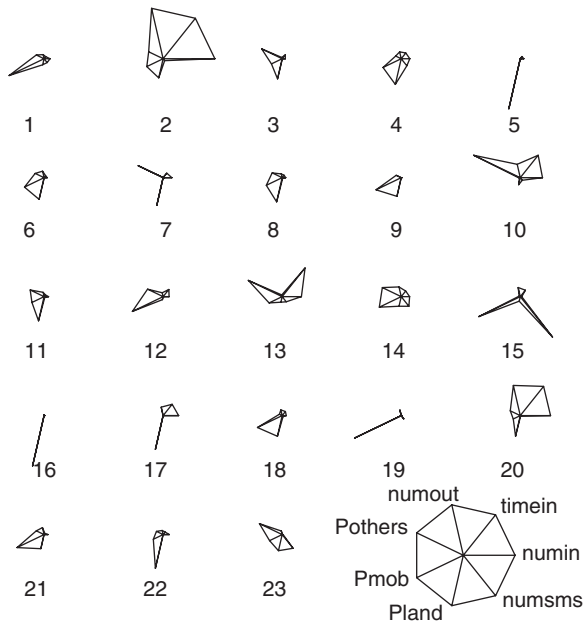 1 2 3 4 5
6 7 8 9 10
11 12 13 14 15
16 17 18 19 20
numout
timein
Pothers
numin
Pmob
numsms
Pland
21 22 23